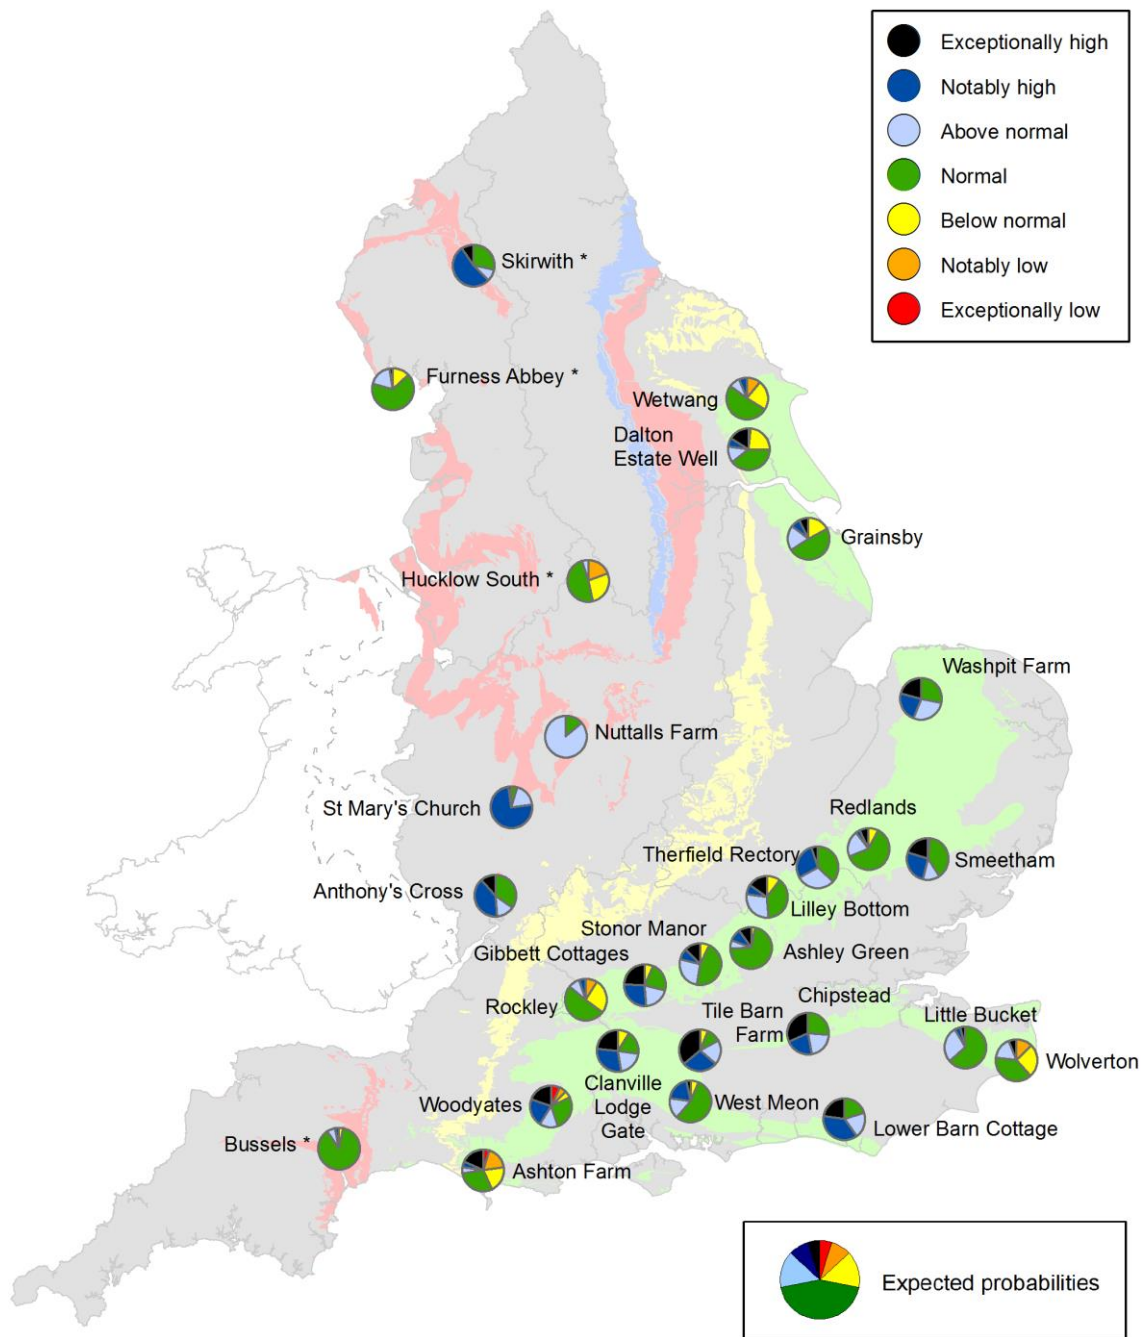 Exceptionally high
Notably high
Above normal
Normal
Below normal
Notably low
Exceptionally low
Skirwith *
Furness Abbey *
Wetwang
Dalton
Estate Well
Grainsby
Hucklow South *
Washpit Farm
Nuttalls Farm
St Mary's Church
Redlands
Therfield Rectory
Smeetham
Anthony's Cross
Lilley Bottom
Stonor Manor
Gibbett Cottages
Ashley Green
Rockley
Chipstead
Tile Barn
Farm
Little Bucket
Wolverton
Clanville
Lodge
Gate
Woodyates
West Meon
Lower Barn Cottage
Bussels *
Ashton Farm
Expected probabilities